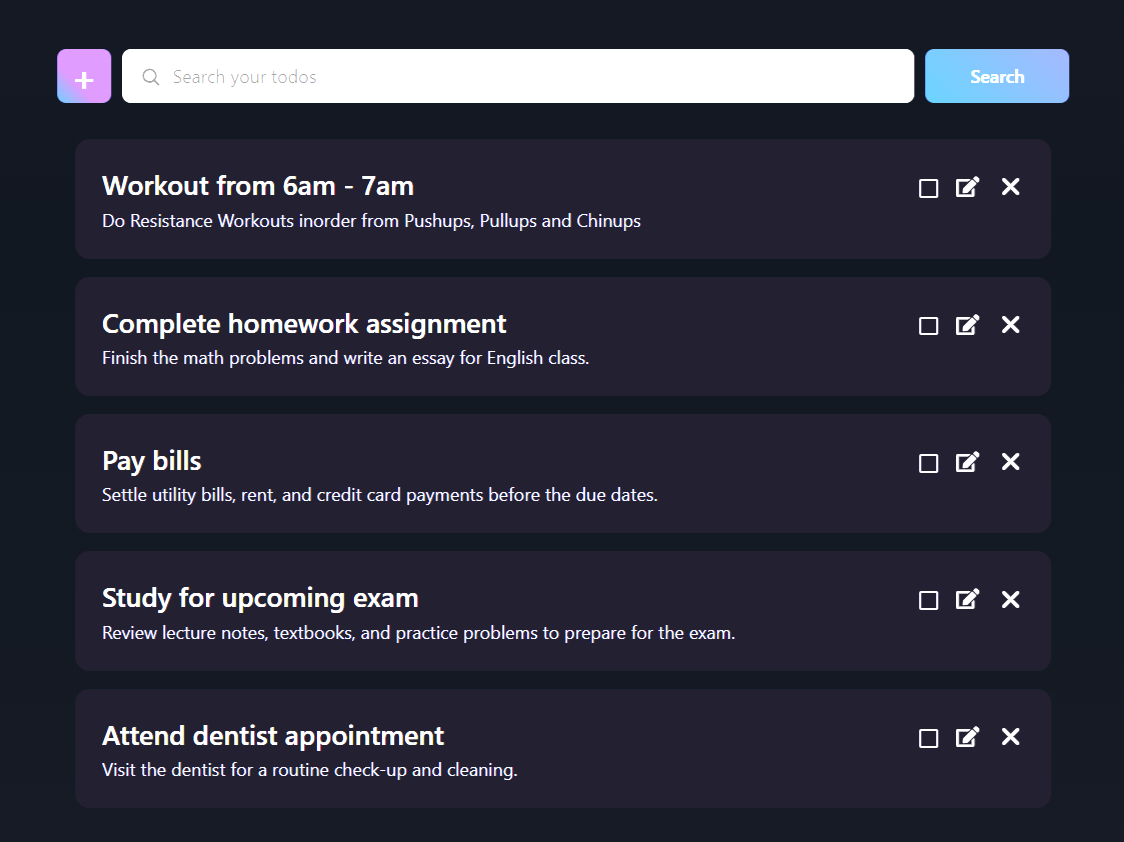 Search your todos
Search
Workout from 6am - 7am
Do Resistance Workouts inorder from Pushups, Pullups and Chinups
Complete homework assignment
Finish the math problems and write an essay for English class.
Pay bills
Settle utility bills, rent, and credit card payments before the due dates.
Study for upcoming exam
Review lecture notes, textbooks, and practice problems to prepare for the exam.
Attend dentist appointment
Visit the dentist for a routine check-up and cleaning.